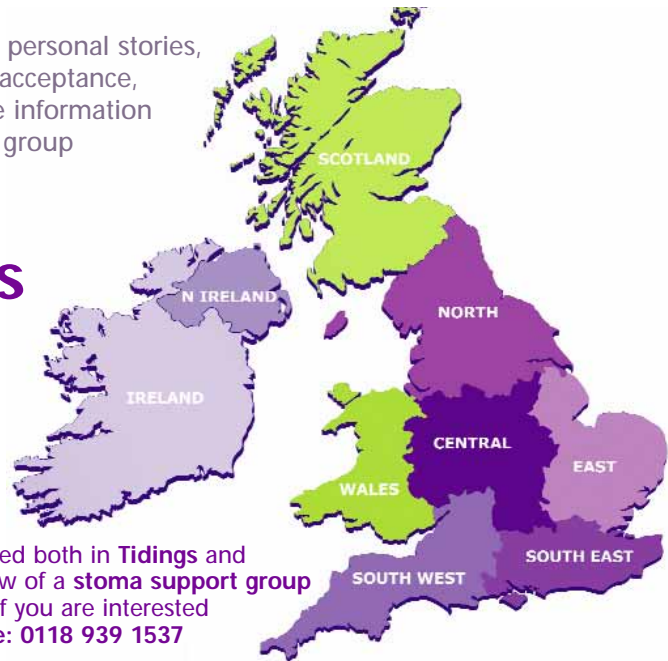 personal stories,
acceptance,
information
group
SCOTLAND
N IRELAND
NORTH
IRELAND
CENTRAL
EAST
WALES
SOUTH EAST
SOUTH WEST
both in Tidings and
of a stoma support group
if you are interested
: 0118 939 1537